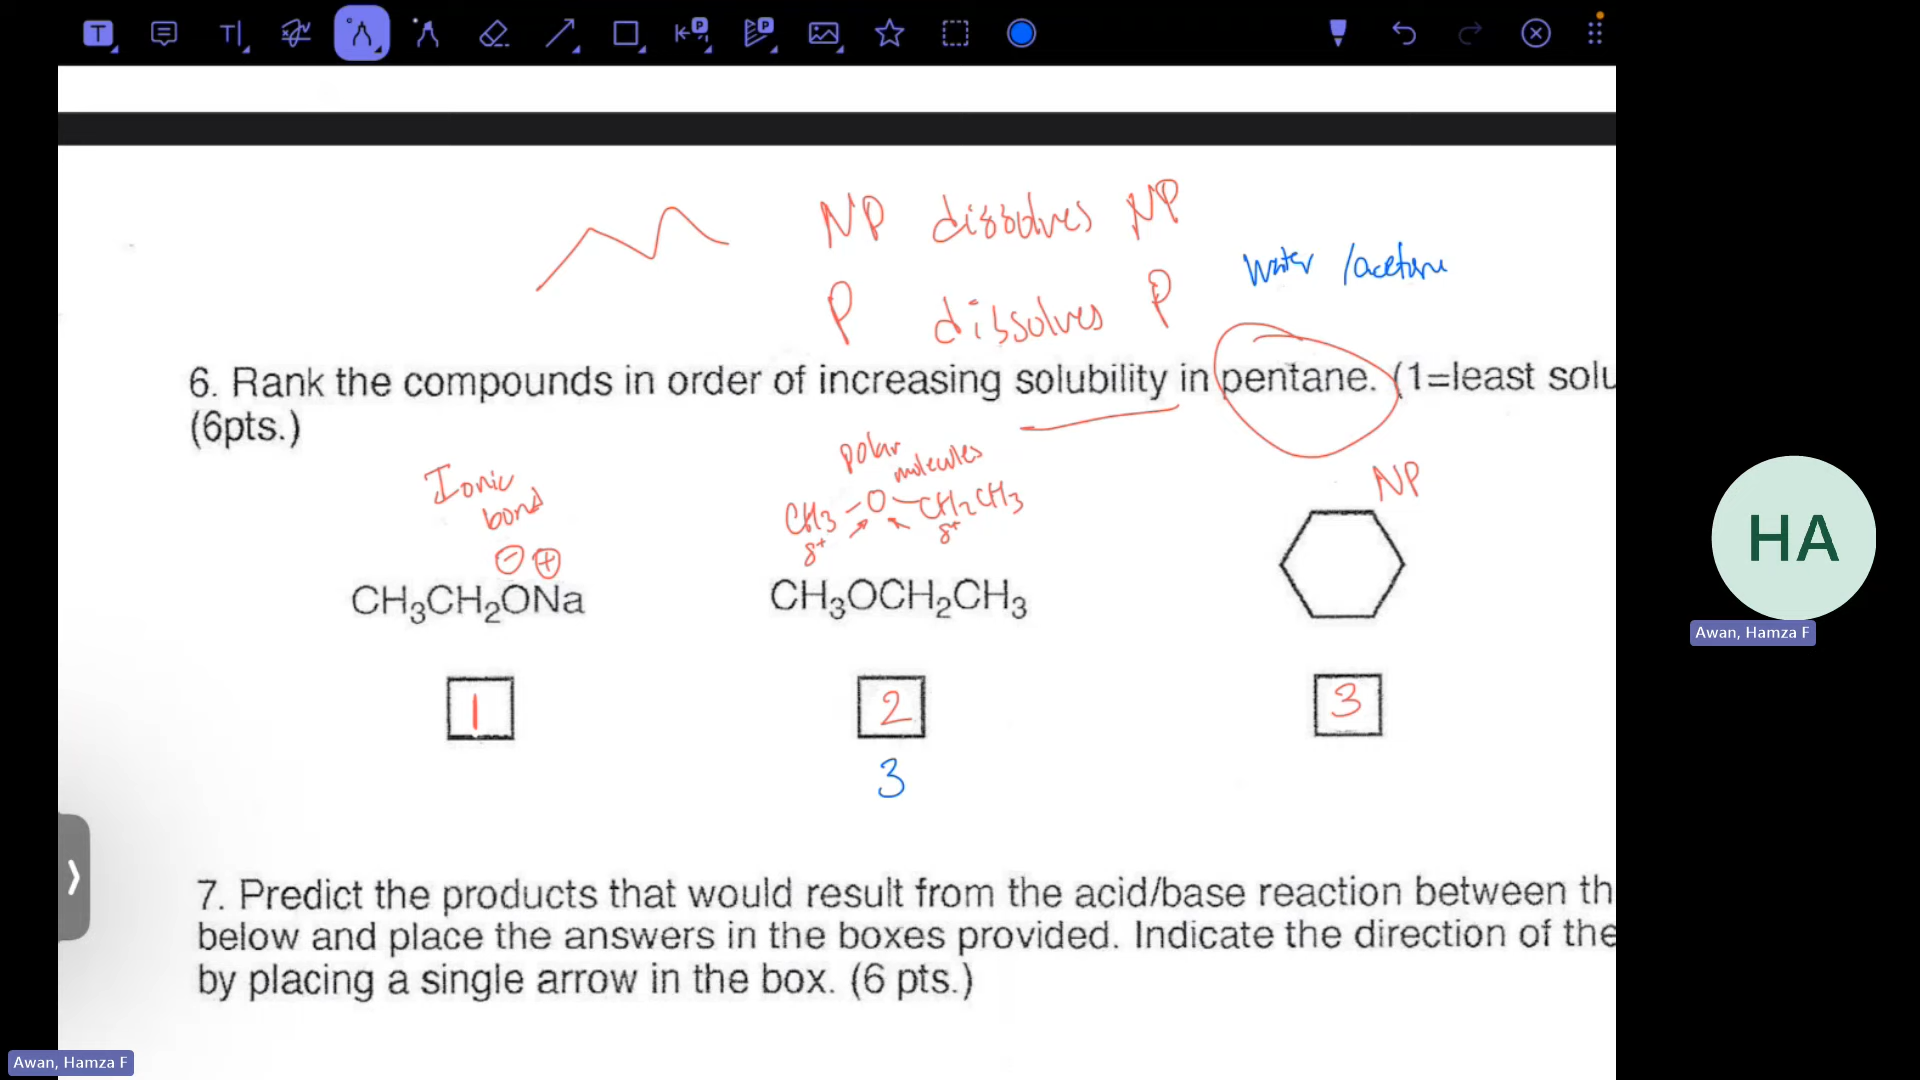 NP dissolves NP
water /acetone
P dissolves P
6. Rank the compounds in order of increasing solubility in pentane. (1=least solu
(6pts.)
Ionic
bond
polar
molecules
CH3 – O – CH2CH3
δ+ δ+
NP
⊖ ⊕
CH₃CH₂ONa
CH₃OCH₂CH₃
1
2
3
3
7. Predict the products that would result from the acid/base reaction between th
below and place the answers in the boxes provided. Indicate the direction of the
by placing a single arrow in the box. (6 pts.)
HA
Awan, Hamza F
Awan, Hamza F